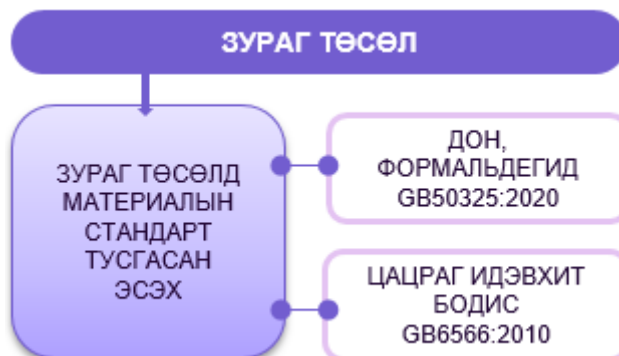 ЗУРАГ ТӨСӨЛ
ЗУРАГ ТӨСӨЛД
МАТЕРИАЛЫН
СТАНДАРТ
ТУСГАСАН
ЭСЭХ
ДОН,
ФОРМАЛЬДЕГИД
GB50325:2020
ЦАЦРАГ ИДЭВХИТ
БОДИС
GB6566:2010